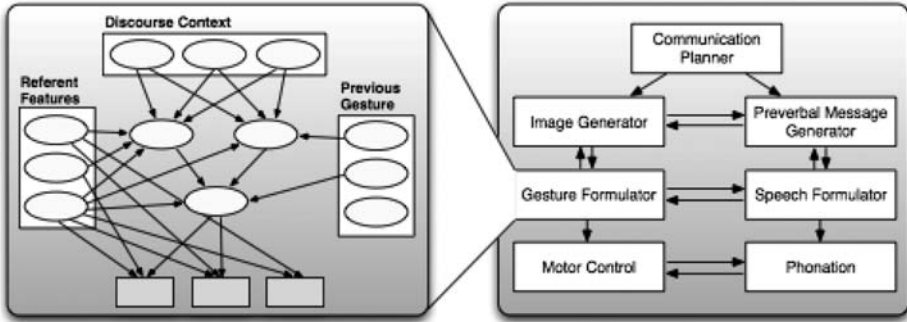 Discourse Context
Referent
Features
Previous
Gesture
Communication
Planner
Image Generator
Preverbal Message
Generator
Gesture Formulator
Speech Formulator
Motor Control
Phonation